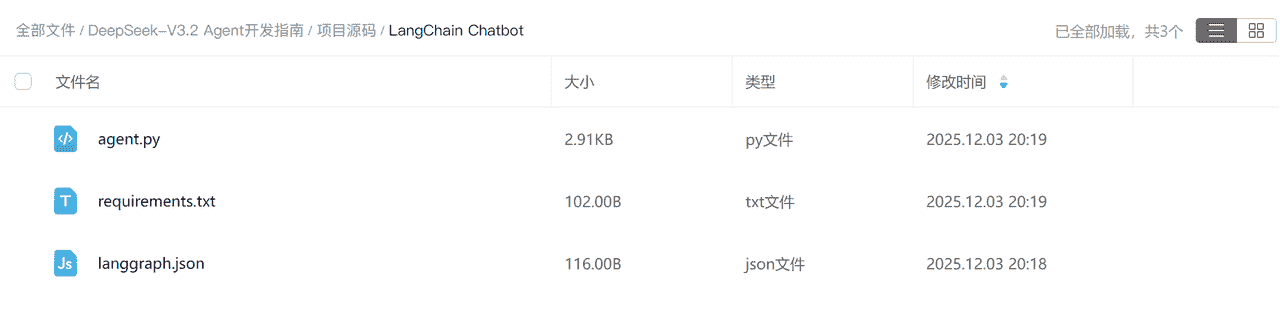 全部文件 / DeepSeek-V3.2 Agent开发指南 / 项目源码 / LangChain Chatbot 已全部加载，共3个
文件名 大小 类型 修改时间
agent.py 2.91KB py文件 2025.12.03 20:19
T requirements.txt 102.00B txt文件 2025.12.03 20:19
Js langgraph.json 116.00B json文件 2025.12.03 20:18